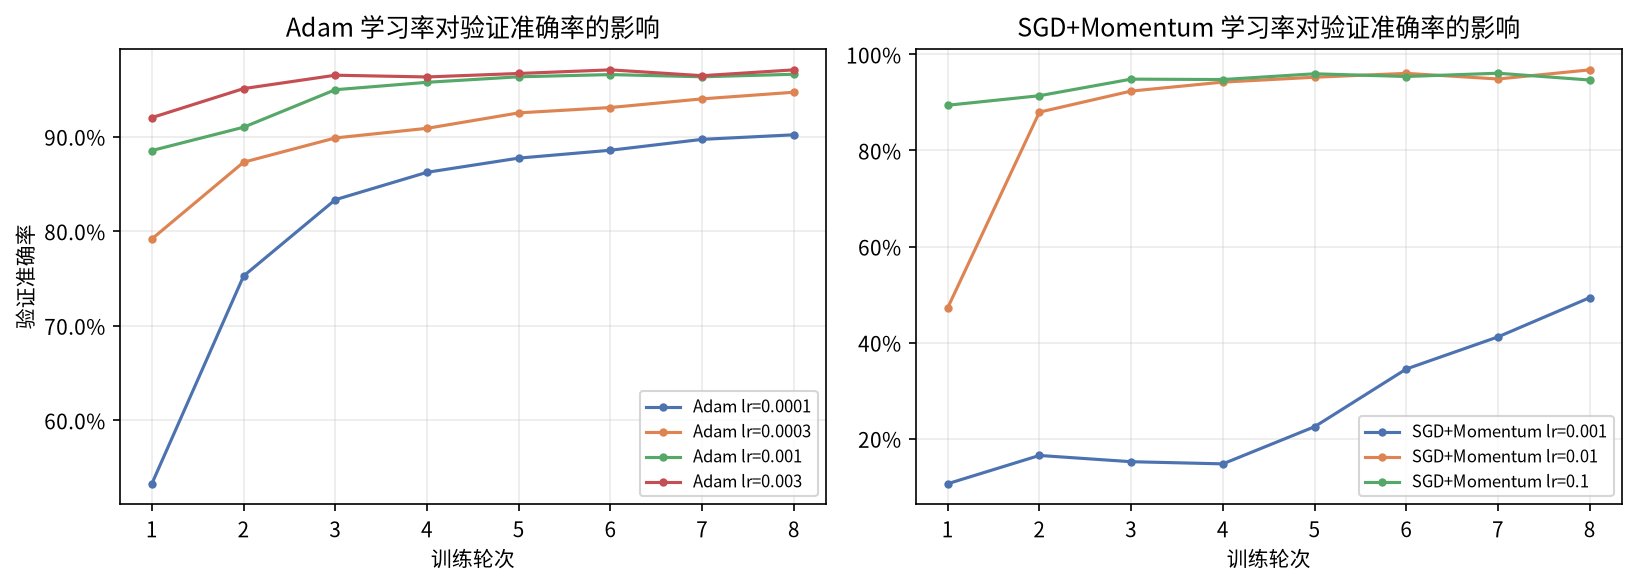 Adam 学习率对验证准确率的影响
验证准确率
90.0%
80.0%
70.0%
60.0%
1 2 3 4 5 6 7 8
训练轮次
Adam lr=0.0001
Adam lr=0.0003
Adam lr=0.001
Adam lr=0.003
SGD+Momentum 学习率对验证准确率的影响
100%
80%
60%
40%
20%
1 2 3 4 5 6 7 8
训练轮次
SGD+Momentum lr=0.001
SGD+Momentum lr=0.01
SGD+Momentum lr=0.1